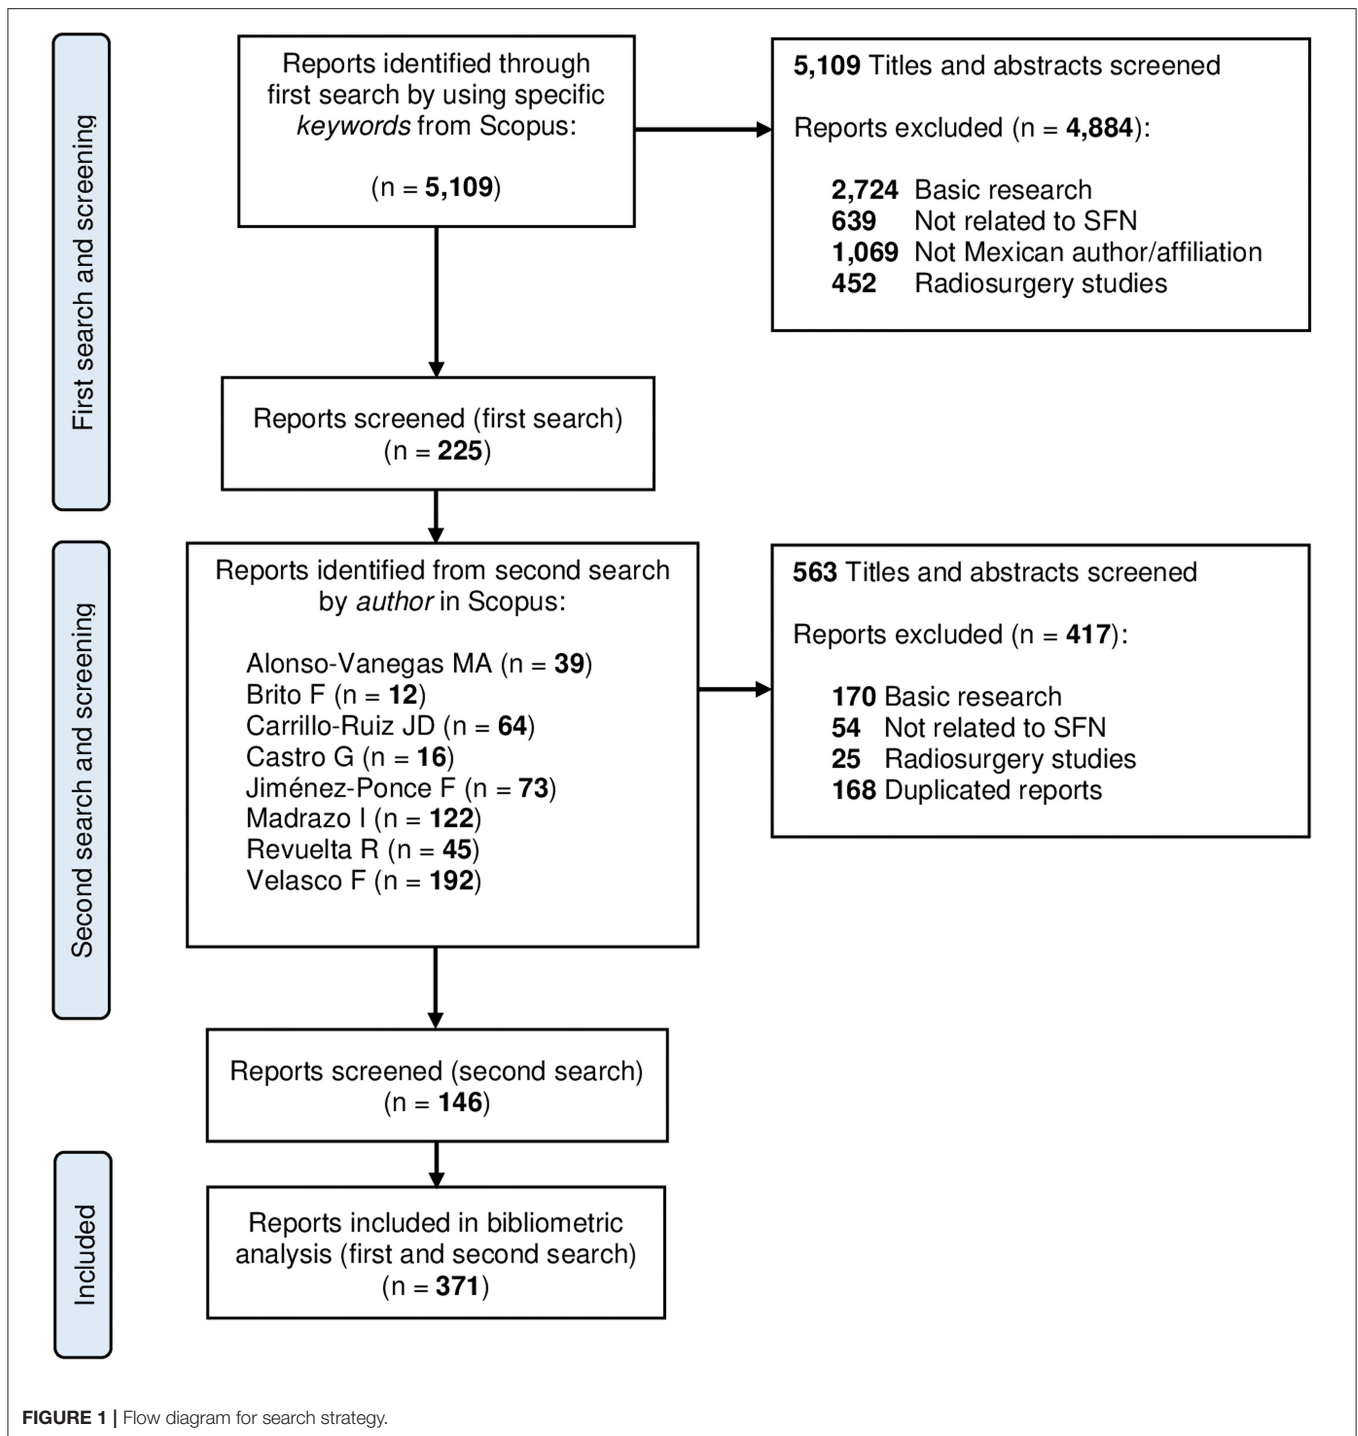 First search and screening
Reports identified through
first search by using specific
keywords from Scopus:
(n = 5,109)
5,109 Titles and abstracts screened
Reports excluded (n = 4,884):
2,724 Basic research
639 Not related to SFN
1,069 Not Mexican author/affiliation
452 Radiosurgery studies
Reports screened (first search)
(n = 225)
Second search and screening
Reports identified from second search
by author in Scopus:
Alonso-Vanegas MA (n = 39)
Brito F (n = 12)
Carrillo-Ruiz JD (n = 64)
Castro G (n = 16)
Jiménez-Ponce F (n = 73)
Madrazo I (n = 122)
Revuelta R (n = 45)
Velasco F (n = 192)
563 Titles and abstracts screened
Reports excluded (n = 417):
170 Basic research
54 Not related to SFN
25 Radiosurgery studies
168 Duplicated reports
Reports screened (second search)
(n = 146)
Included
Reports included in bibliometric
analysis (first and second search)
(n = 371)
FIGURE 1 | Flow diagram for search strategy.